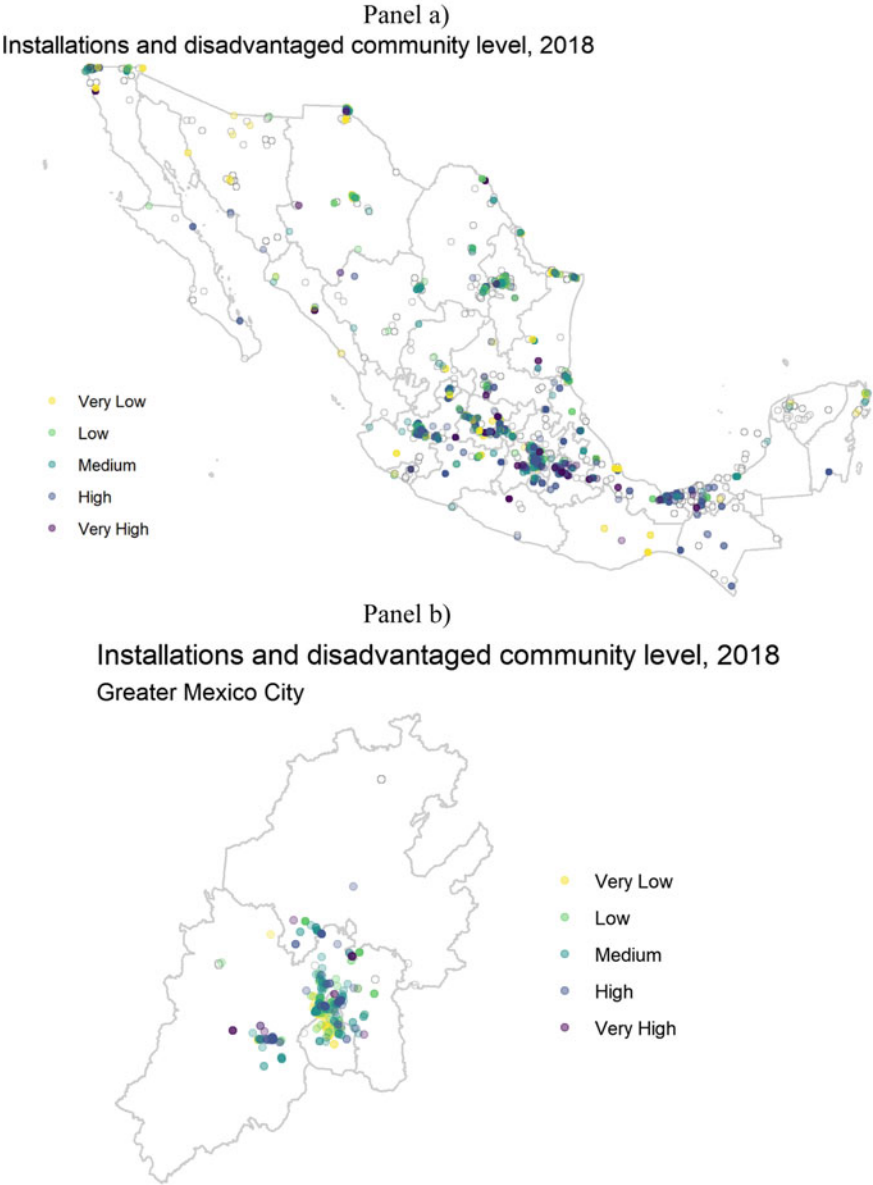 Panel a)
Installations and disadvantaged community level, 2018
Very Low
Low
Medium
High
Very High
Panel b)
Installations and disadvantaged community level, 2018
Greater Mexico City
Very Low
Low
Medium
High
Very High